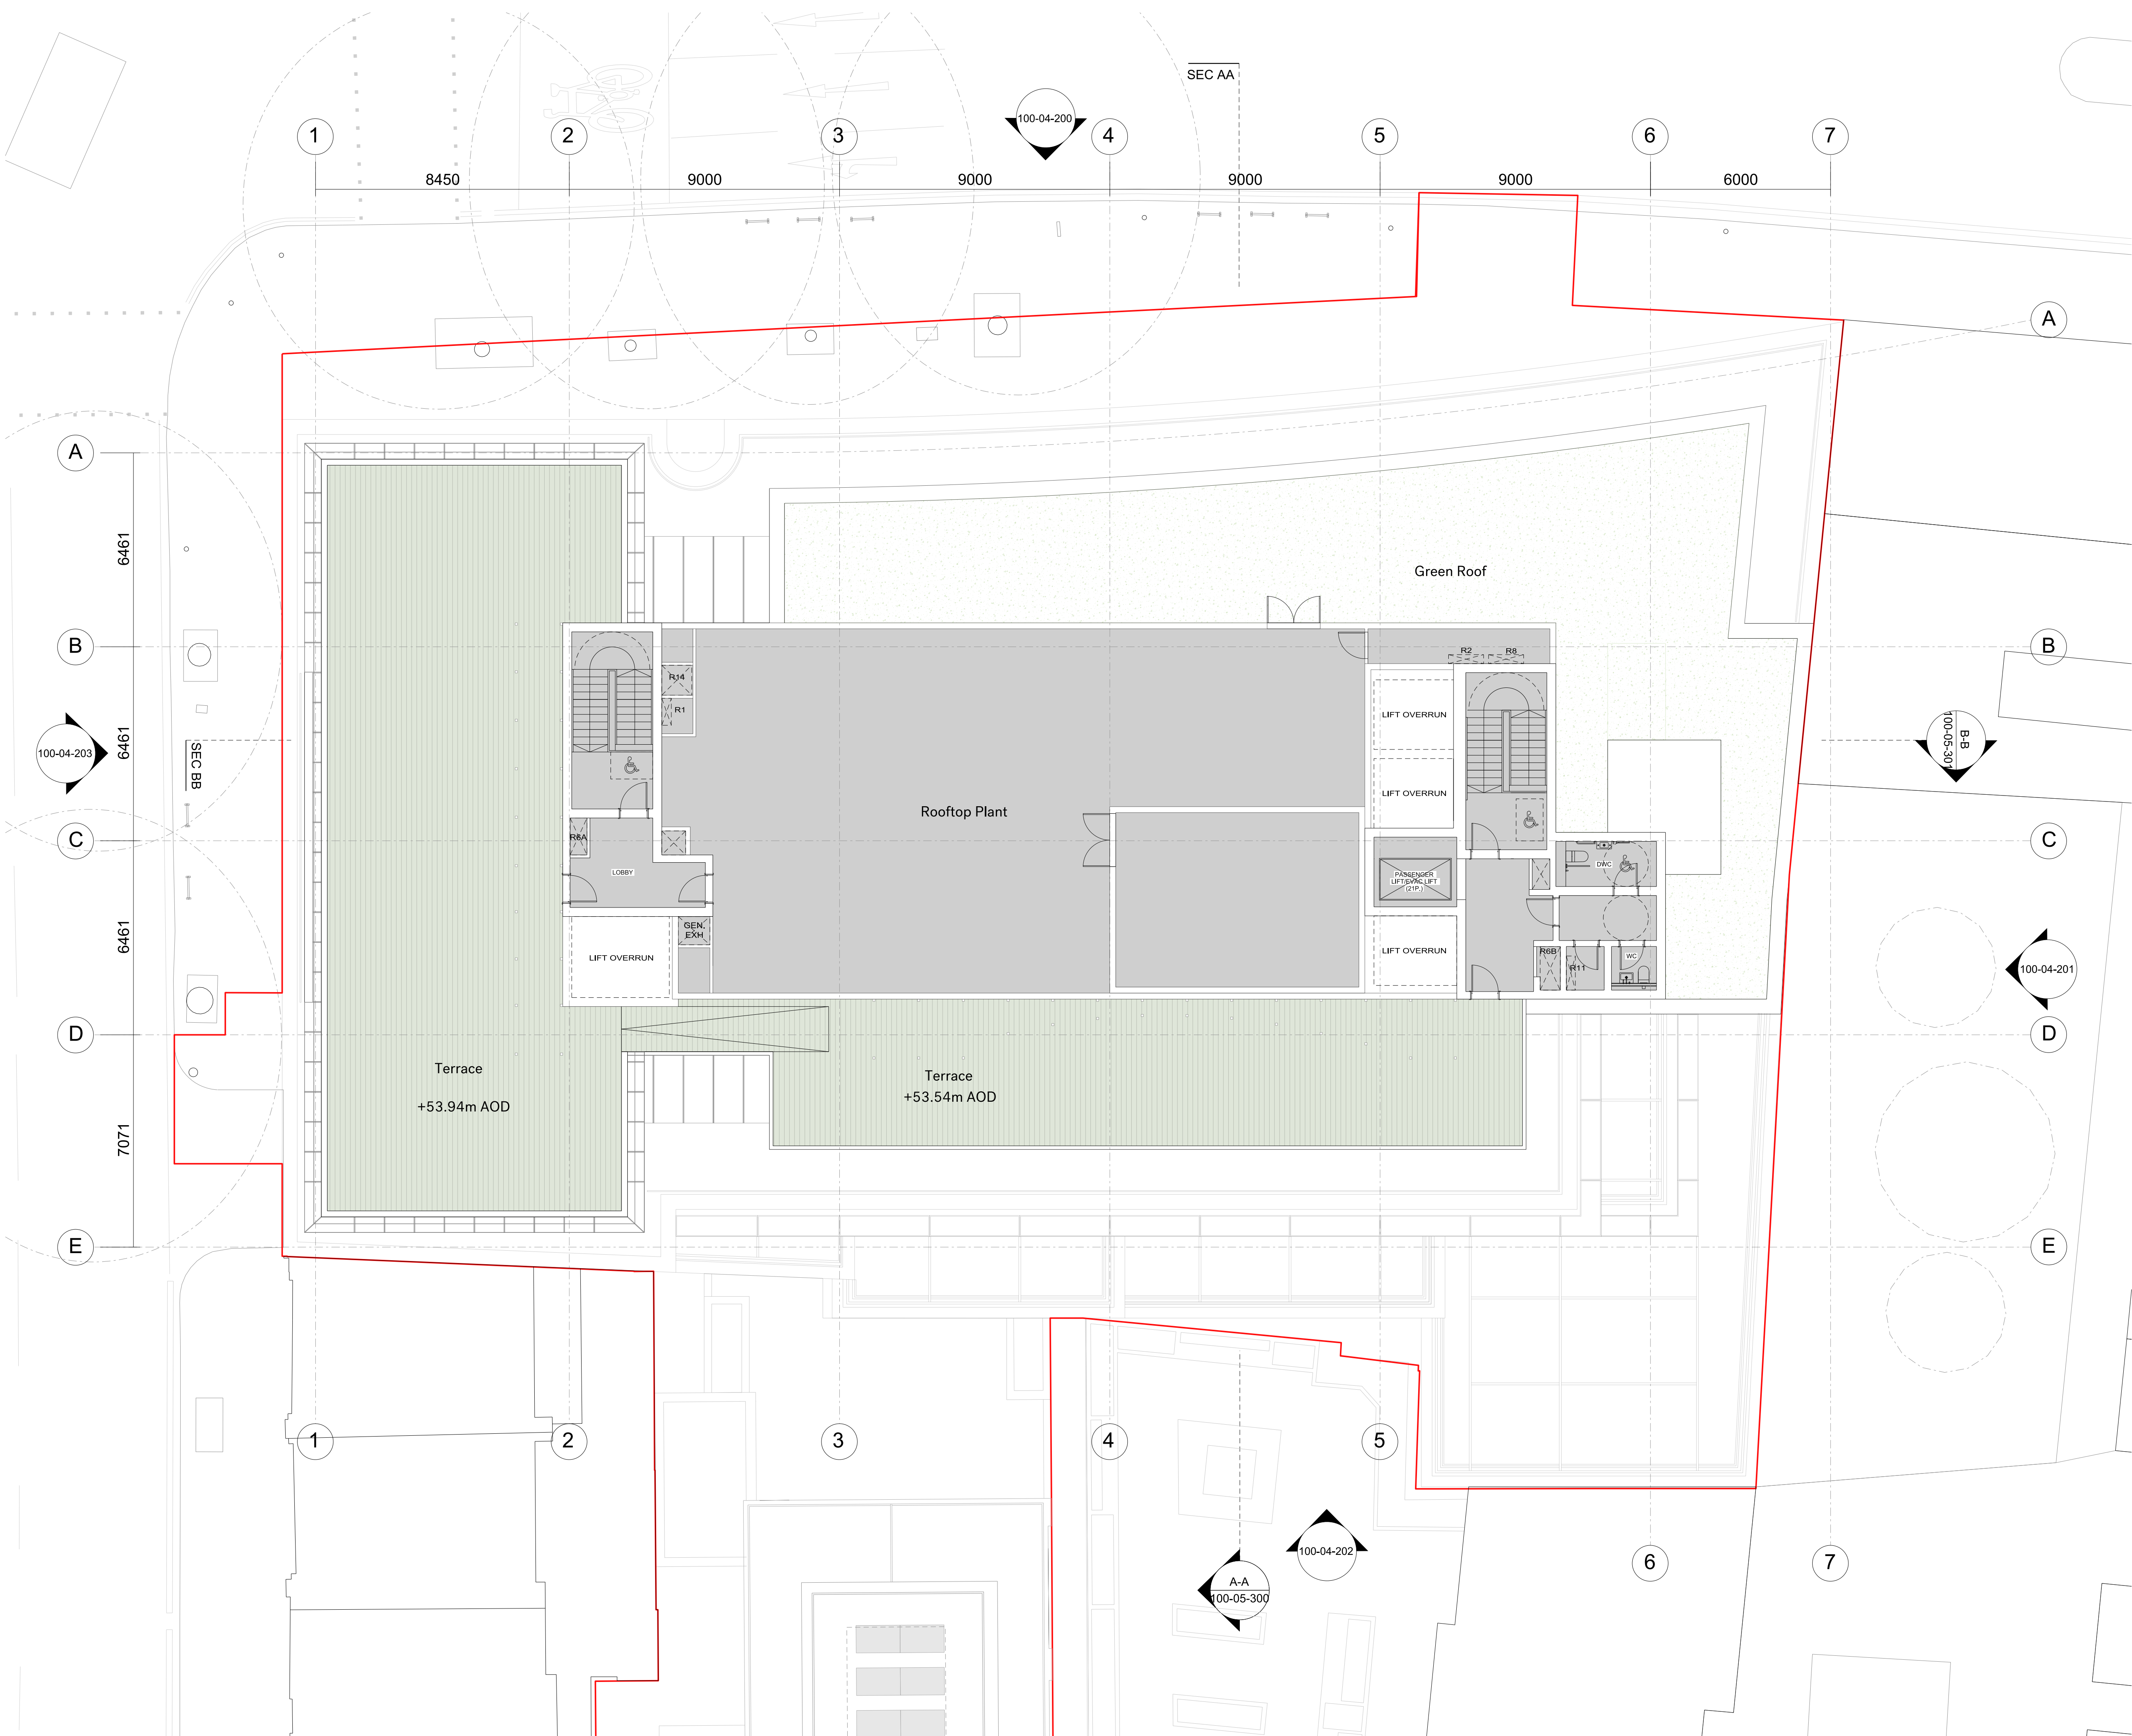 SEC AA
100-04-200
1
2
3
4
5
6
7
8450
9000
9000
9000
9000
6000
A
A
6461
Green Roof
B
B
R2
R8
R14
R1
LIFT OVERRUN
6461
SEC BB
100-04-203
B-B
100-05-301
LIFT OVERRUN
Rooftop Plant
C
C
R6A
LOBBY
DWC
PASSENGER
LIFT/EVAC LIFT
(21P.)
6461
GEN.
EXH
LIFT OVERRUN
LIFT OVERRUN
R6B
R11
WC
100-04-201
D
D
Terrace
+53.94m AOD
Terrace
+53.54m AOD
7071
E
E
1
2
3
4
5
6
7
100-04-202
A-A
100-05-300